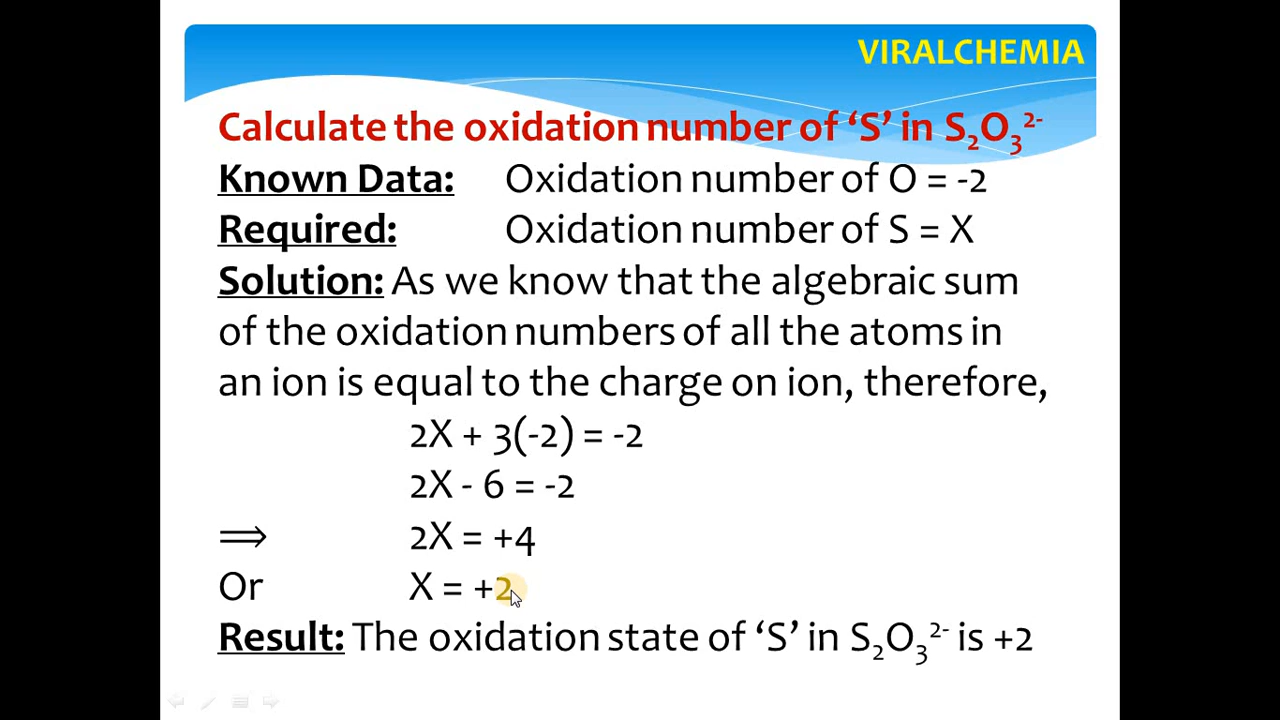 VIRALCHEMIA
Calculate the oxidation number of ‘S’ in S₂O₃²⁻
Known Data: Oxidation number of O = -2
Required: Oxidation number of S = X
Solution: As we know that the algebraic sum
of the oxidation numbers of all the atoms in
an ion is equal to the charge on ion, therefore,
2X + 3(-2) = -2
2X - 6 = -2
⟹ 2X = +4
Or X = +2
Result: The oxidation state of ‘S’ in S₂O₃²⁻ is +2